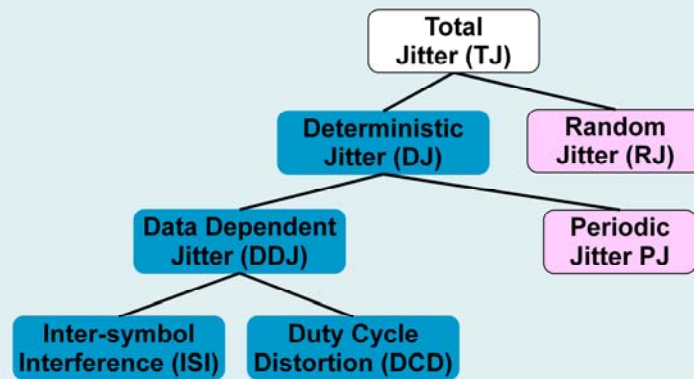 Total
Jitter (TJ)
Deterministic
Jitter (DJ)
Random
Jitter (RJ)
Data Dependent
Jitter (DDJ)
Periodic
Jitter PJ
Inter-symbol
Interference (ISI)
Duty Cycle
Distortion (DCD)